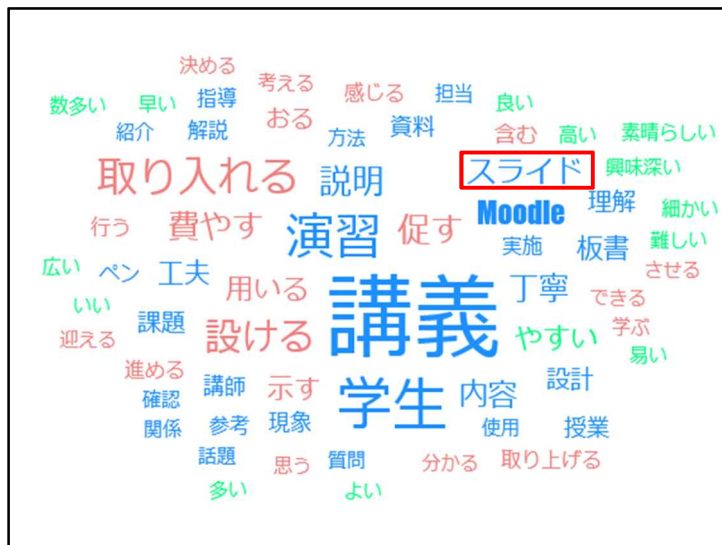 決める 考える 感じる 担当
数多い 早い 指導 おる 方法 資料 良い
紹介 解説 含む 高い 素晴らしい
取り入れる 説明 スライド 興味深い
行う 費やす 演習 促す Moodle 理解 細かい
広い ペン 工夫 実施 板書 難しい
いい 用いる 講義 丁寧 できる させる
迎える 課題 設ける やすい 学ぶ 易い
進める 講師 示す 学生 内容 設計
確認 参考 現象 使用 授業
関係
話題 思う 質問 分かる 取り上げる
多い よい